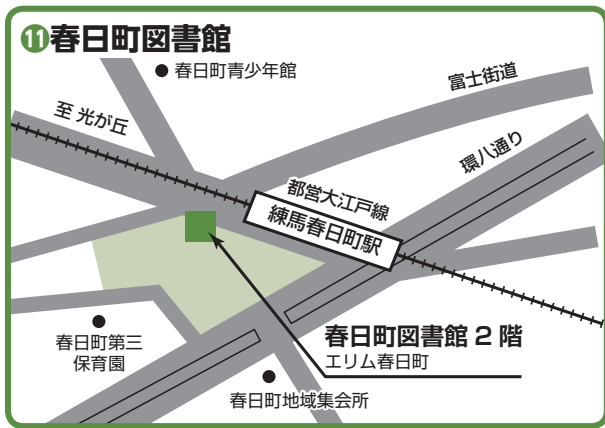 ⑪春日町図書館
春日町青少年館
富士街道
至 光が丘
環八通り
都営大江戸線
練馬春日町駅
春日町図書館 2 階
エリム春日町
春日町第三
保育園
春日町地域集会所